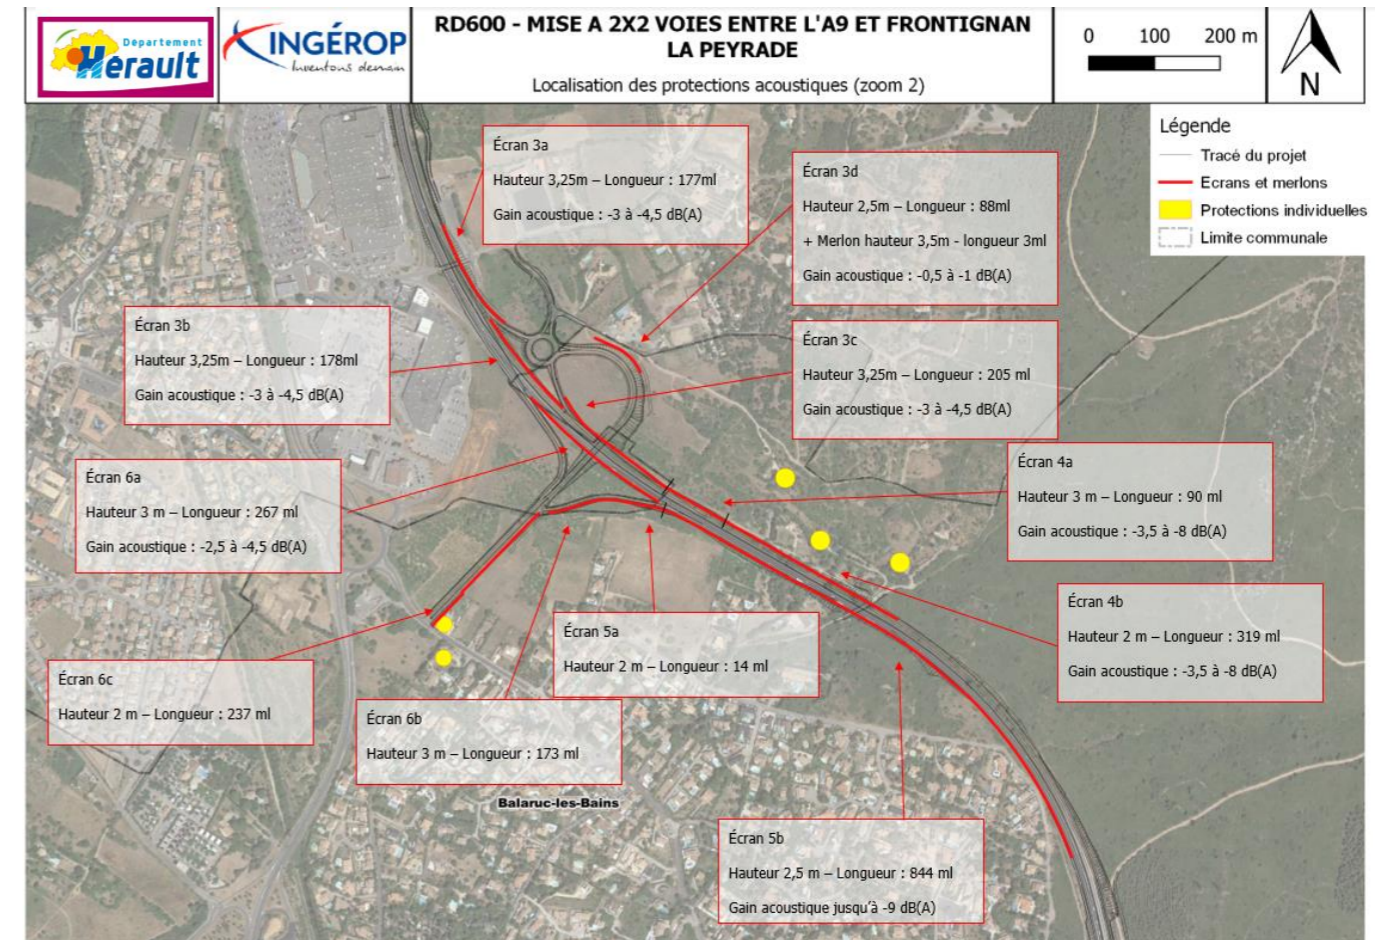 Département
Hérault
INGÉROP
Inventons demain
RD600 - MISE A 2X2 VOIES ENTRE L'A9 ET FRONTIGNAN
LA PEYRADE
Localisation des protections acoustiques (zoom 2)
0 100 200 m
N
Légende
Tracé du projet
Ecrans et merlons
Protections individuelles
Limite communale
Écran 3a
Hauteur 3,25m – Longueur : 177ml
Gain acoustique : -3 à -4,5 dB(A)
Écran 3d
Hauteur 2,5m – Longueur : 88ml
+ Merlon hauteur 3,5m - longueur 3ml
Gain acoustique : -0,5 à -1 dB(A)
Écran 3b
Hauteur 3,25m – Longueur : 178ml
Gain acoustique : -3 à -4,5 dB(A)
Écran 3c
Hauteur 3,25m – Longueur : 205 ml
Gain acoustique : -3 à -4,5 dB(A)
Écran 6a
Hauteur 3 m – Longueur : 267 ml
Gain acoustique : -2,5 à -4,5 dB(A)
Écran 4a
Hauteur 3 m – Longueur : 90 ml
Gain acoustique : -3,5 à -8 dB(A)
Écran 4b
Hauteur 2 m – Longueur : 319 ml
Gain acoustique : -3,5 à -8 dB(A)
Écran 5a
Hauteur 2 m – Longueur : 14 ml
Écran 6c
Hauteur 2 m – Longueur : 237 ml
Écran 6b
Hauteur 3 m – Longueur : 173 ml
Balaruc-les-Bains
Écran 5b
Hauteur 2,5 m – Longueur : 844 ml
Gain acoustique jusqu'à -9 dB(A)